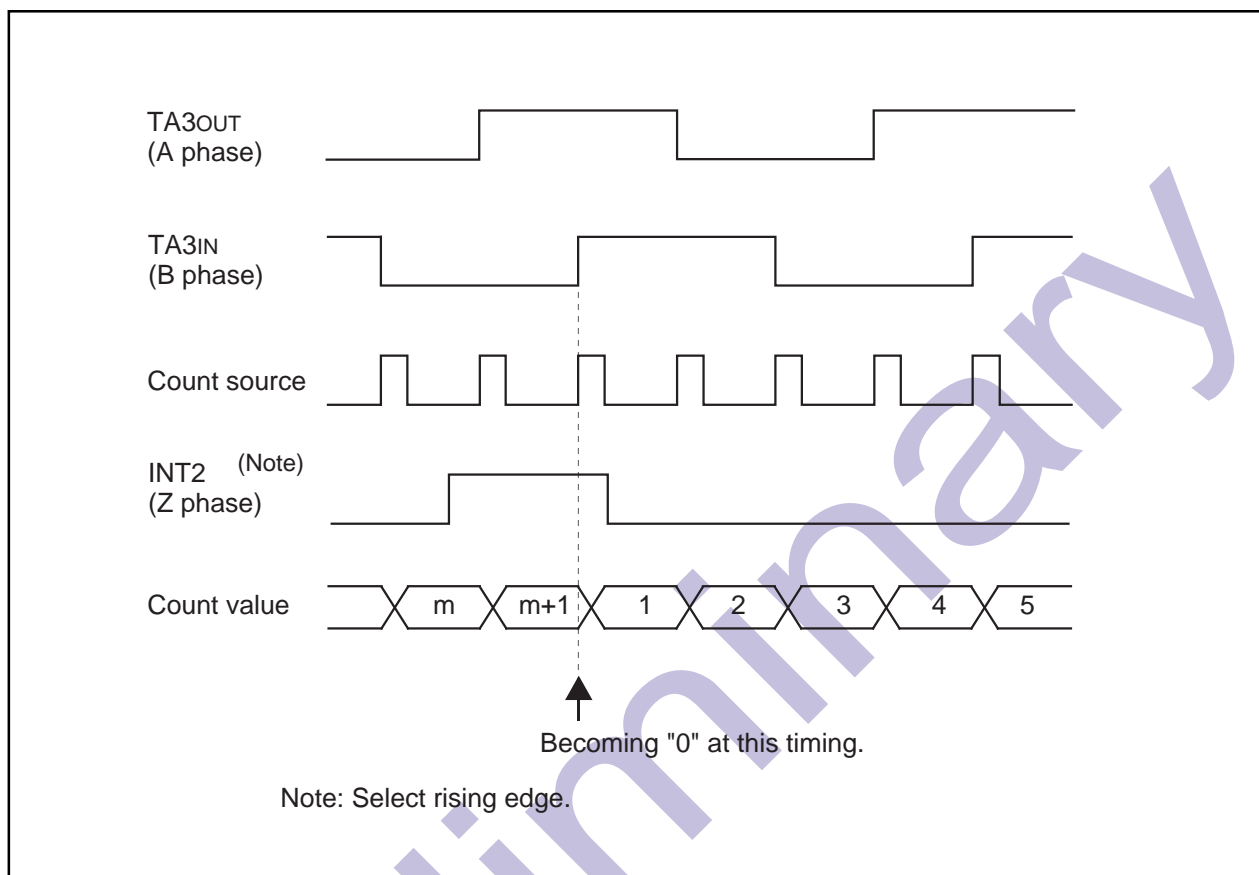 TA3OUT
(A phase)
TA3IN
(B phase)
Count source
INT2 (Note)
(Z phase)
Count value m m+1 1 2 3 4 5
Becoming "0" at this timing.
Note: Select rising edge.
liminary